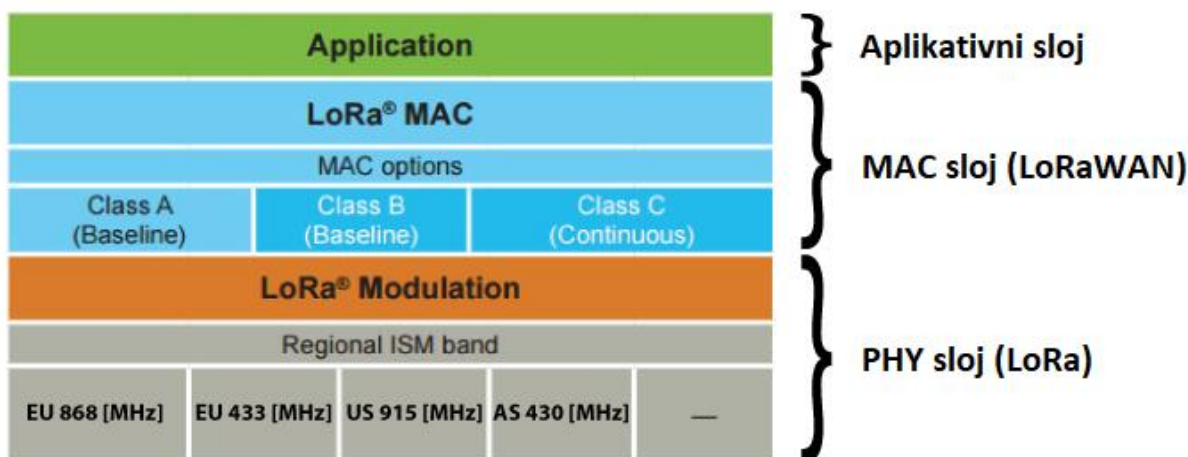 Application
Aplikativni sloj
LoRa® MAC
MAC options
Class A
(Baseline)
Class B
(Baseline)
Class C
(Continuous)
MAC sloj (LoRaWAN)
LoRa® Modulation
Regional ISM band
EU 868 [MHz]
EU 433 [MHz]
US 915 [MHz]
AS 430 [MHz]
—
PHY sloj (LoRa)